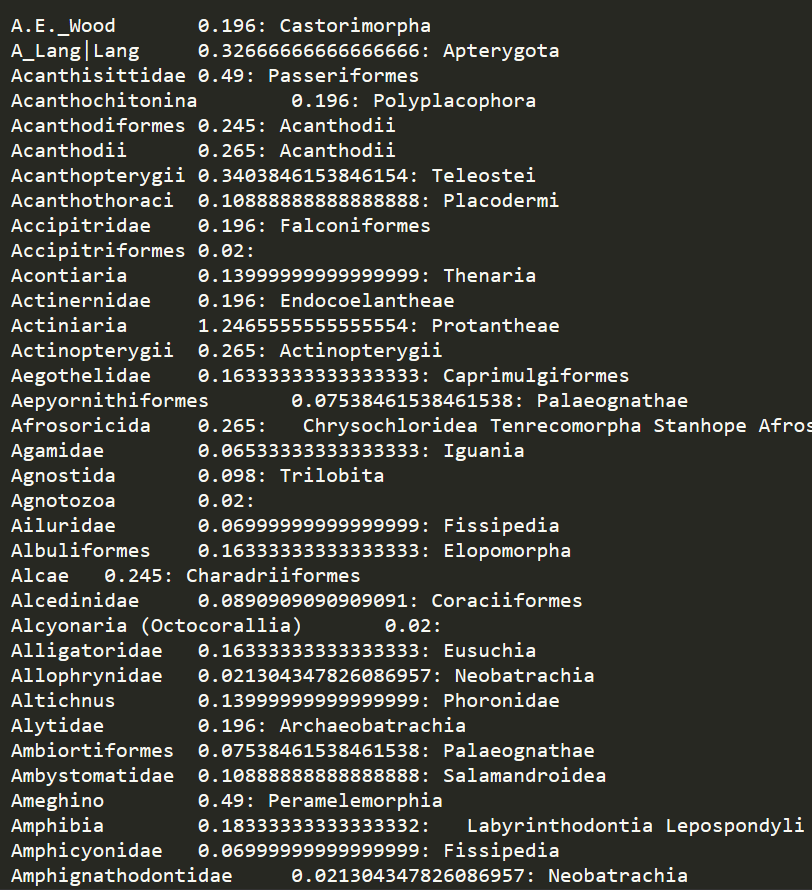 A.E._Wood 0.196: Castorimorpha
A_Lang|Lang 0.32666666666666666: Apterygota
Acanthisittidae 0.49: Passeriformes
Acanthochitonina 0.196: Polyplacophora
Acanthodiformes 0.245: Acanthodii
Acanthodii 0.265: Acanthodii
Acanthopterygii 0.3403846153846154: Teleostei
Acanthothoraci 0.10888888888888888: Placodermi
Accipitridae 0.196: Falconiformes
Accipitriformes 0.02:
Acontiaria 0.13999999999999999: Thenaria
Actinernidae 0.196: Endocoelantheae
Actiniaria 1.2465555555555554: Protantheae
Actinopterygii 0.265: Actinopterygii
Aegothelidae 0.16333333333333333: Caprimulgiformes
Aepyornithiformes 0.07538461538461538: Palaeognathae
Afrosoricida 0.265: Chrysochloridea Tenrecomorpha Stanhope Afros
Agamidae 0.06533333333333333: Iguania
Agnostida 0.098: Trilobita
Agnotozoa 0.02:
Ailuridae 0.06999999999999999: Fissipedia
Albuliformes 0.16333333333333333: Elopomorpha
Alcae 0.245: Charadriiformes
Alcedinidae 0.0890909090909091: Coraciiformes
Alcyonaria (Octocorallia) 0.02:
Alligatoridae 0.16333333333333333: Eusuchia
Allophrynidae 0.021304347826086957: Neobatrachia
Altichnus 0.13999999999999999: Phoronidae
Alytidae 0.196: Archaeobatrachia
Ambiortiformes 0.07538461538461538: Palaeognathae
Ambystomatidae 0.10888888888888888: Salamandroidea
Ameghino 0.49: Peramelemorphia
Amphibia 0.18333333333333332: Labyrinthodontia Lepospondyli
Amphicyonidae 0.06999999999999999: Fissipedia
Amphignathodontidae 0.021304347826086957: Neobatrachia